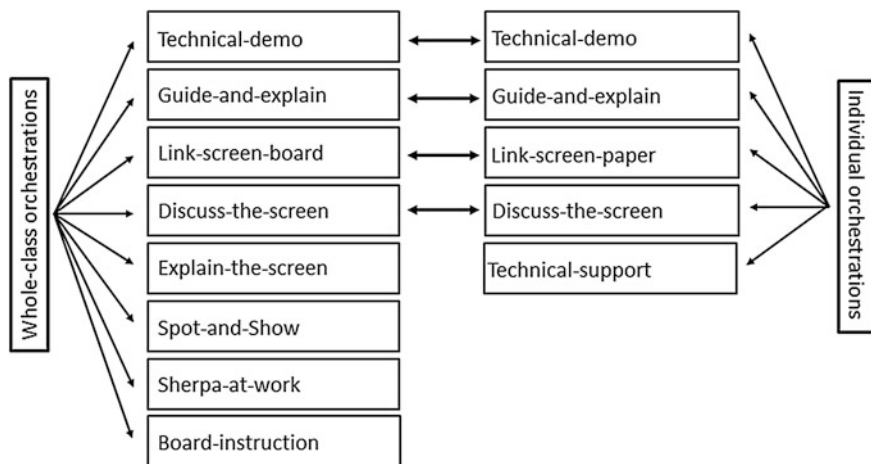 Whole-class orchestrations
Technical-demo
Guide-and-explain
Link-screen-board
Discuss-the-screen
Explain-the-screen
Spot-and-Show
Sherpa-at-work
Board-instruction
Technical-demo
Guide-and-explain
Link-screen-paper
Discuss-the-screen
Technical-support
Individual orchestrations